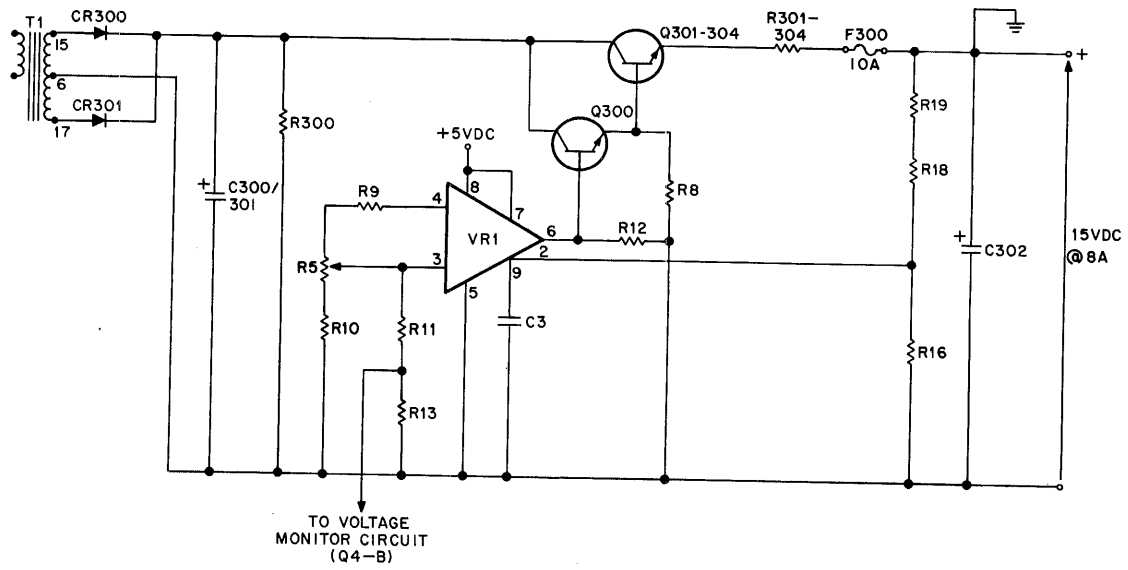 T1
CR300
15
6
CR301
17
R300
+
C300/
301
Q301-304
R301-
304
F300
10A
+
Q300
+5VDC
R9
4
8
7
VR1
6
2
3
9
5
R12
R8
R19
R18
R5
R10
R11
C3
R13
R16
+
C302
15VDC
@8A
TO VOLTAGE
MONITOR CIRCUIT
(Q4-B)